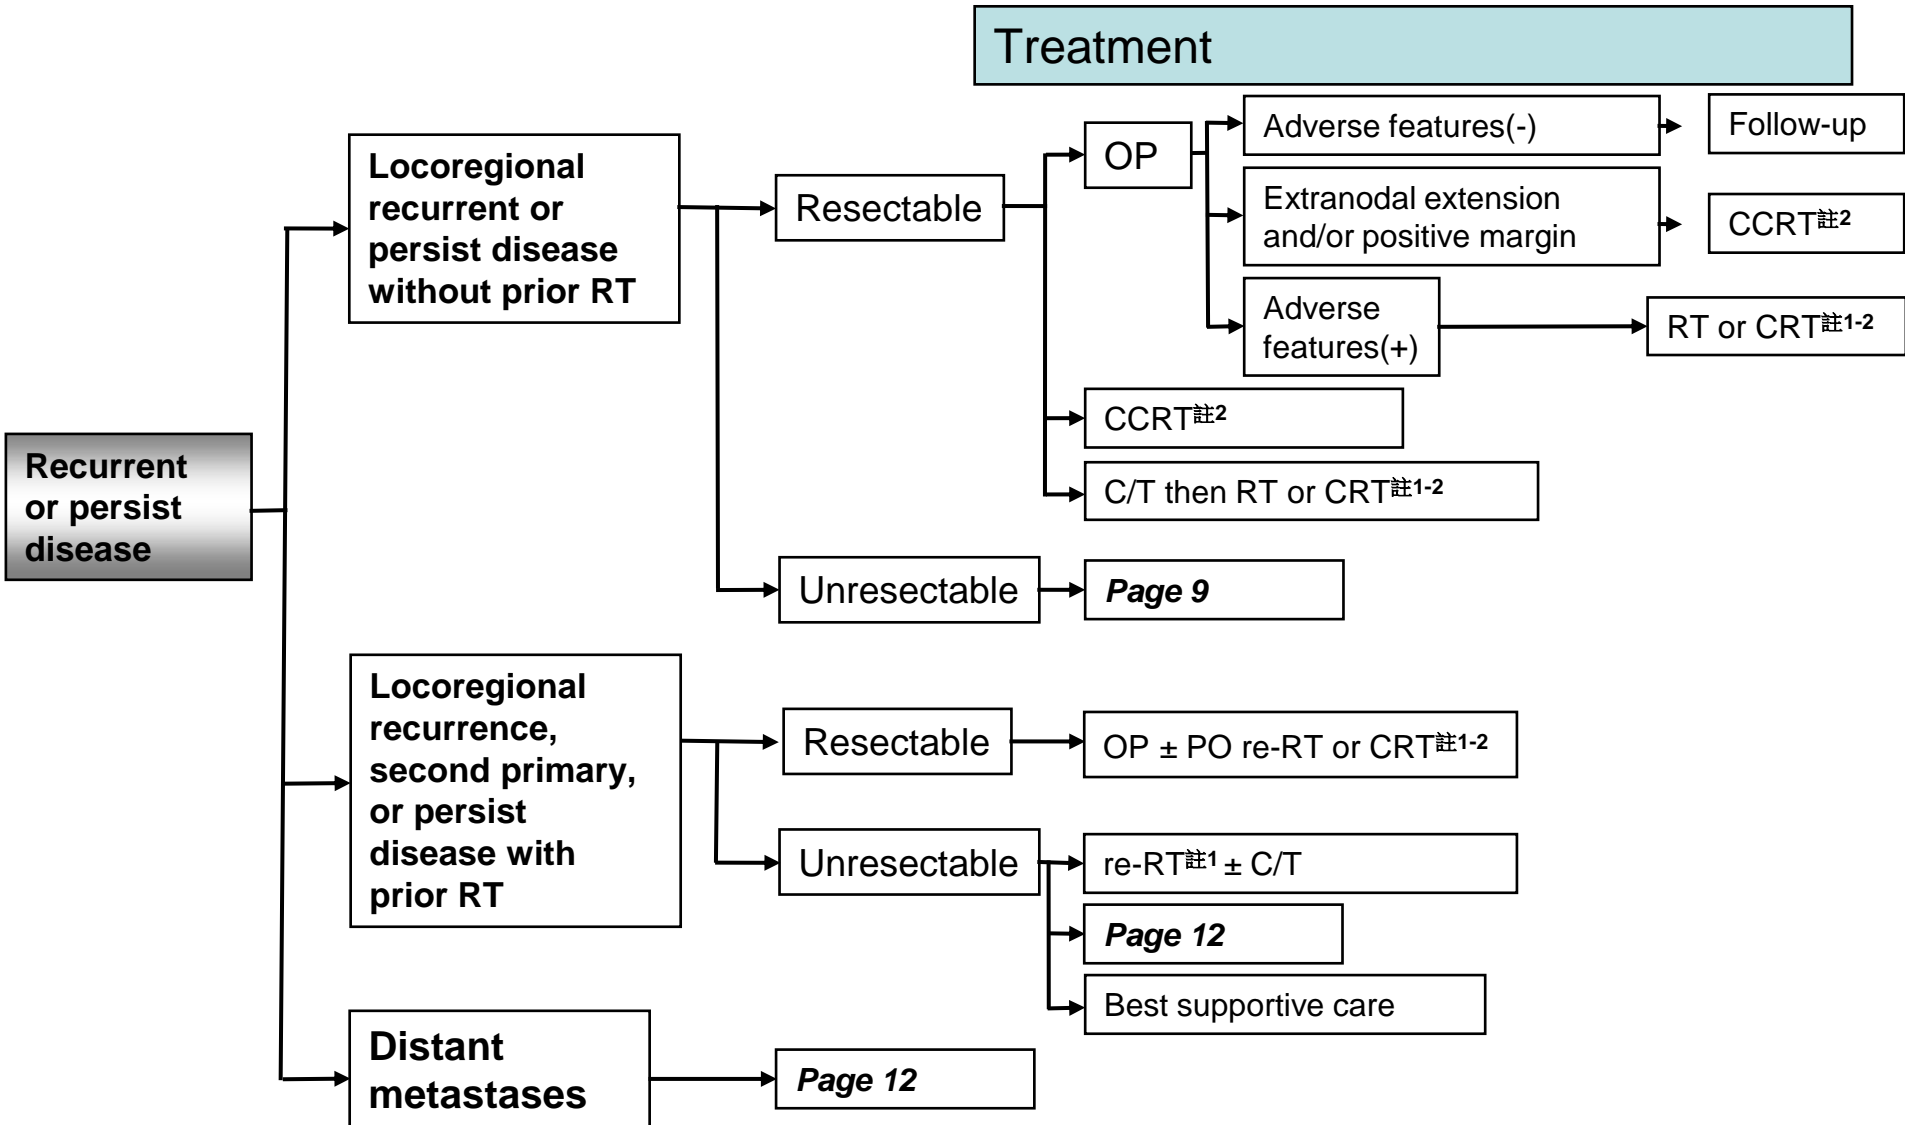 Treatment
Recurrent
or persist
disease
Locoregional
recurrent or
persist disease
without prior RT
Resectable
OP
Adverse features(-)
Follow-up
Extranodal extension
and/or positive margin
CCRT註2
Adverse
features(+)
RT or CRT註1-2
CCRT註2
C/T then RT or CRT註1-2
Unresectable
Page 9
Locoregional
recurrence,
second primary,
or persist
disease with
prior RT
Resectable
OP ± PO re-RT or CRT註1-2
Unresectable
re-RT註1 ± C/T
Page 12
Best supportive care
Distant
metastases
Page 12